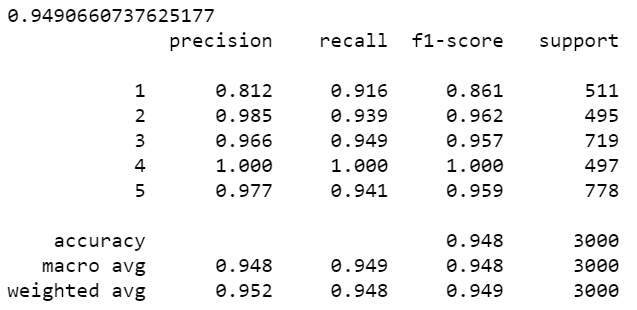 0.9490660737625177
precision recall f1-score support
1 0.812 0.916 0.861 511
2 0.985 0.939 0.962 495
3 0.966 0.949 0.957 719
4 1.000 1.000 1.000 497
5 0.977 0.941 0.959 778
accuracy 0.948 3000
macro avg 0.948 0.949 0.948 3000
weighted avg 0.952 0.948 0.949 3000